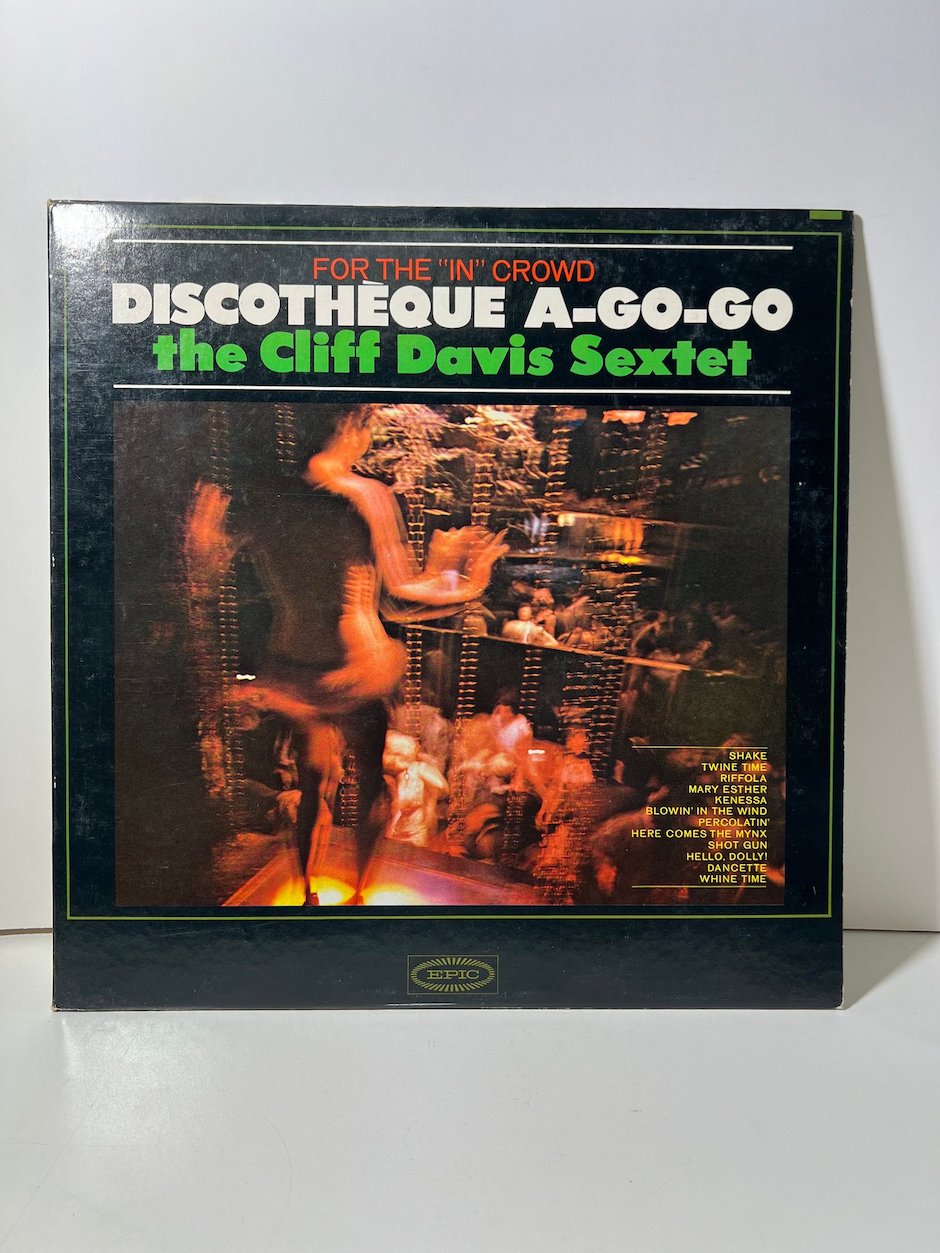 FOR THE "IN" CROWD
DISCOTHÈQUE A-GO-GO
the Cliff Davis Sextet
SHAKE
TWINE TIME
RIFFOLA
MARY ESTHER
KENESSA
BLOWIN' IN THE WIND
PERCOLATIN'
HERE COMES THE MYNX
SHOT GUN
HELLO, DOLLY!
DANCETTE
WHINE TIME
EPIC